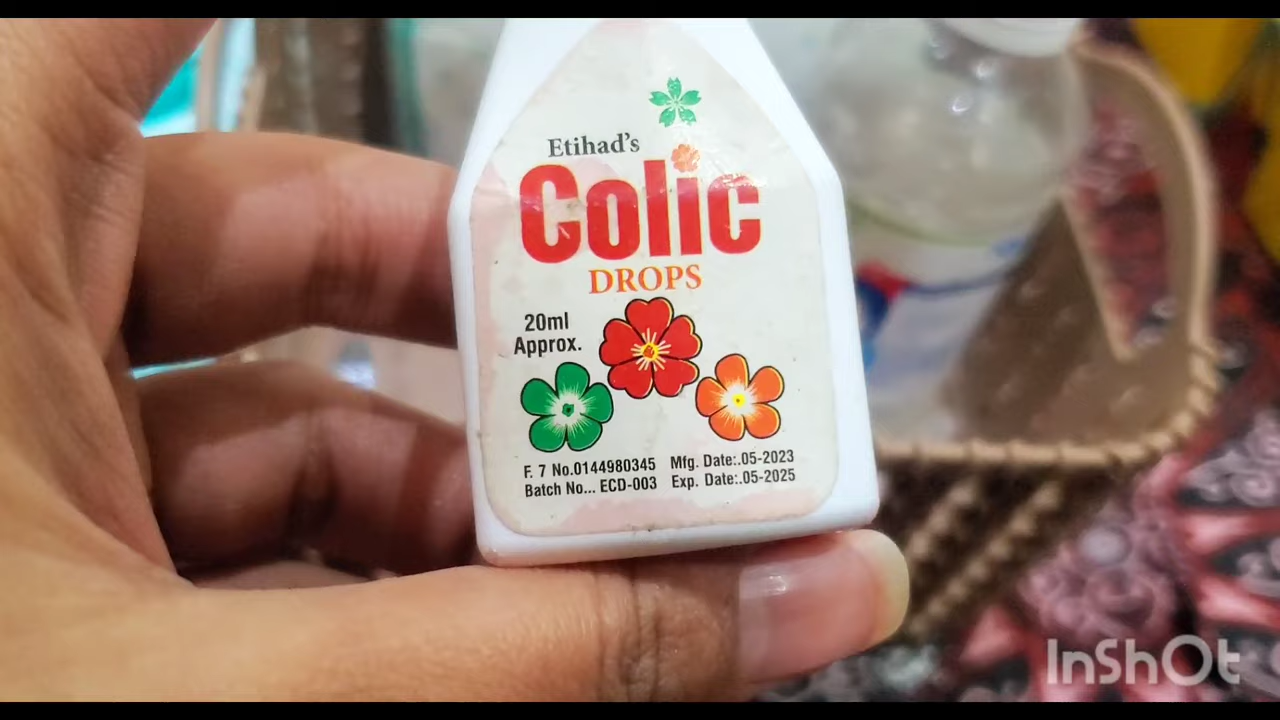 Etihad's
Colic
DROPS
20ml
Approx.
F. 7 No.0144980345 Mfg. Date:.05-2023
Batch No... ECD-003 Exp. Date:.05-2025
InShOt